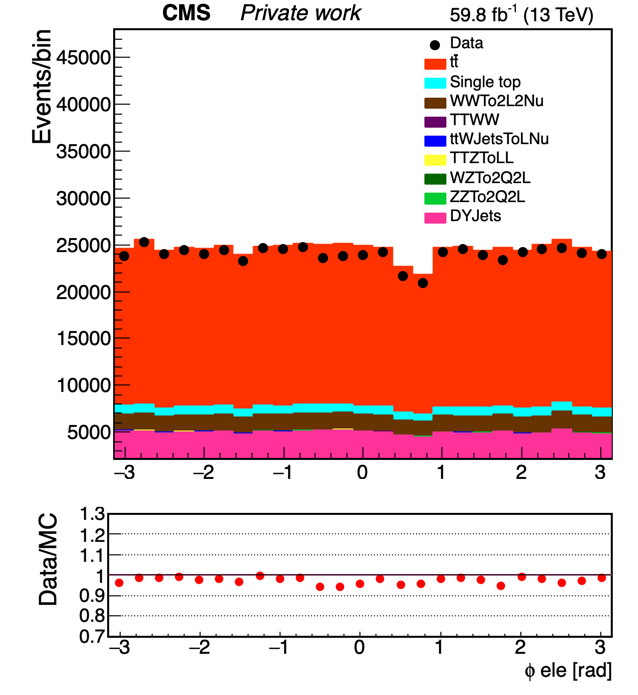 CMS Private work 59.8 fb⁻¹ (13 TeV)
Events/bin
45000
40000
35000
30000
25000
20000
15000
10000
5000
Data
tt̄
Single top
WWTo2L2Nu
TTWW
ttWJetsToLNu
TTZToLL
WZTo2Q2L
ZZTo2Q2L
DYJets
−3 −2 −1 0 1 2 3
Data/MC
1.3
1.2
1.1
1
0.9
0.8
0.7
−3 −2 −1 0 1 2 3
ϕ ele [rad]